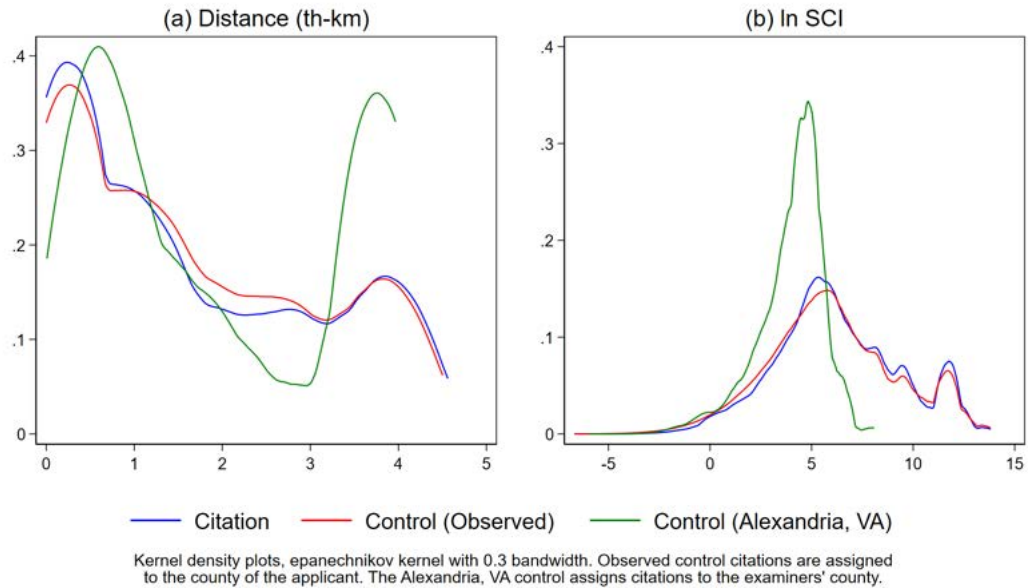 (a) Distance (th-km)
.4
.3
.2
.1
0
0 1 2 3 4 5
(b) ln SCI
.4
.3
.2
.1
0
-5 0 5 10 15
Citation Control (Observed) Control (Alexandria, VA)
Kernel density plots, epanechnikov kernel with 0.3 bandwidth. Observed control citations are assigned
to the county of the applicant. The Alexandria, VA control assigns citations to the examiners' county.